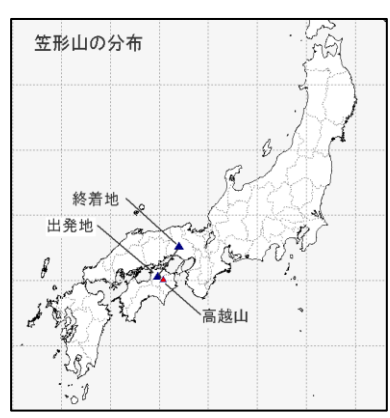 笠形山の分布
終着地
出発地
高越山